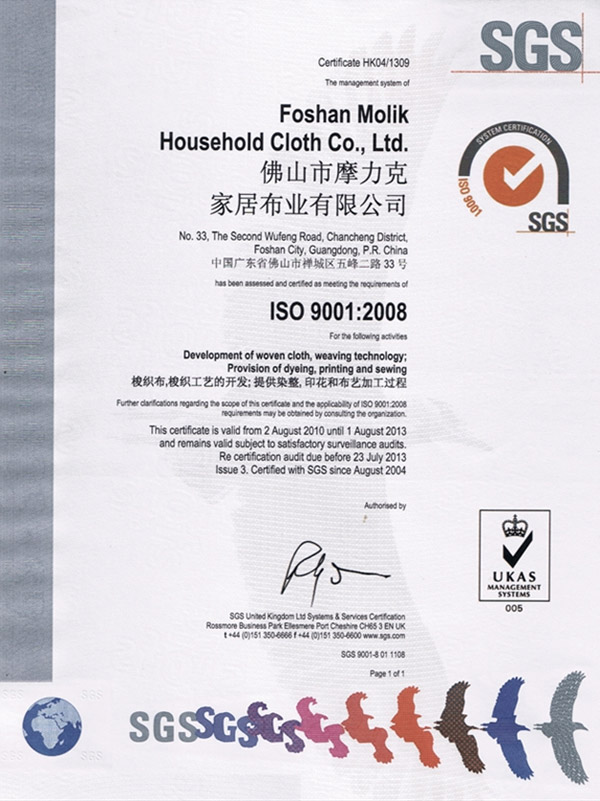 SGS
Certificate HK04/1309
The management system of
Foshan Molik
Household Cloth Co., Ltd.
佛山市摩力克
家居布业有限公司
SYSTEM CERTIFICATION
ISO 9001
SGS
No. 33, The Second Wufeng Road, Chancheng District,
Foshan City, Guangdong, P.R. China
中国广东省佛山市禅城区五峰二路 33 号
has been assessed and certified as meeting the requirements of
ISO 9001:2008
For the following activities
Development of woven cloth, weaving technology;
Provision of dyeing, printing and sewing
梭织布,梭织工艺的开发; 提供染整, 印花和布艺加工过程
Further clarifications regarding the scope of this certificate and the applicability of ISO 9001:2008
requirements may be obtained by consulting the organization.
This certificate is valid from 2 August 2010 until 1 August 2013
and remains valid subject to satisfactory surveillance audits.
Re certification audit due before 23 July 2013
Issue 3. Certified with SGS since August 2004
Authorised by
UKAS
MANAGEMENT
SYSTEMS
005
SGS United Kingdom Ltd Systems & Services Certification
Rossmore Business Park Ellesmere Port Cheshire CH65 3 EN UK
t +44 (0)151 350-6666 f +44 (0)151 350-6600 www.sgs.com
SGS 9001-8 01 1108
Page 1 of 1
SGS SGS SGS